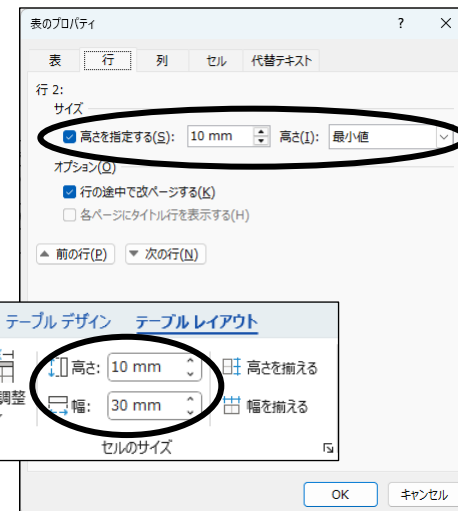 表のプロパティ ? ×
表 行 列 セル 代替テキスト
行 2:
サイズ
高さを指定する(S): 10 mm 高さ(I): 最小値
オプション(O)
行の途中で改ページする(K)
各ページにタイトル行を表示する(H)
▲ 前の行(P) ▼ 次の行(N)
テーブル デザイン テーブル レイアウト
高さ: 10 mm 高さを揃える
調整 幅: 30 mm 幅を揃える
セルのサイズ
OK キャンセル